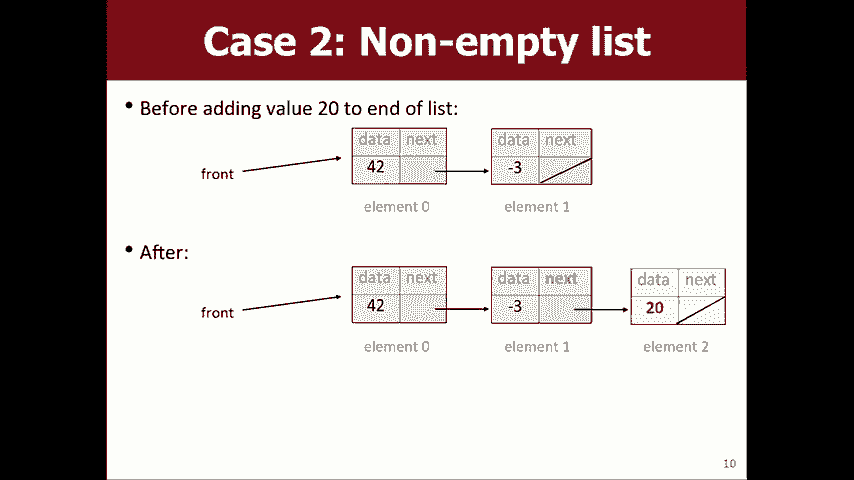 Case 2: Non-empty list
• Before adding value 20 to end of list:
data next data next
front 42 -3
element 0 element 1
• After:
data next data next data next
front 42 -3 20
element 0 element 1 element 2
10